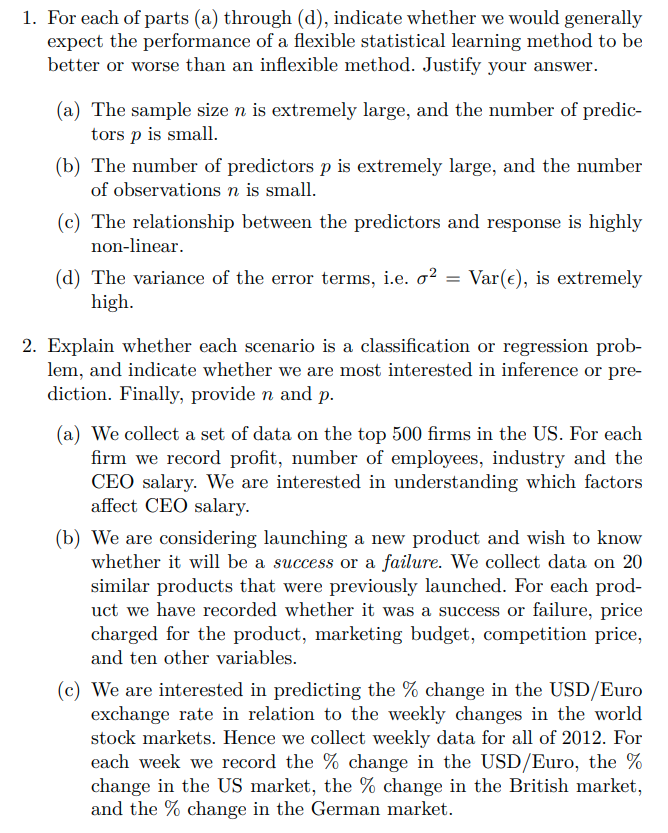 1. For each of parts (a) through (d), indicate whether we would generally
expect the performance of a flexible statistical learning method to be
better or worse than an inflexible method. Justify your answer.
(a) The sample size n is extremely large, and the number of predic-
tors p is small.
(b) The number of predictors p is extremely large, and the number
of observations n is small.
(c) The relationship between the predictors and response is highly
non-linear.
(d) The variance of the error terms, i.e. σ² = Var(ϵ), is extremely
high.
2. Explain whether each scenario is a classification or regression prob-
lem, and indicate whether we are most interested in inference or pre-
diction. Finally, provide n and p.
(a) We collect a set of data on the top 500 firms in the US. For each
firm we record profit, number of employees, industry and the
CEO salary. We are interested in understanding which factors
affect CEO salary.
(b) We are considering launching a new product and wish to know
whether it will be a success or a failure. We collect data on 20
similar products that were previously launched. For each prod-
uct we have recorded whether it was a success or failure, price
charged for the product, marketing budget, competition price,
and ten other variables.
(c) We are interested in predicting the % change in the USD/Euro
exchange rate in relation to the weekly changes in the world
stock markets. Hence we collect weekly data for all of 2012. For
each week we record the % change in the USD/Euro, the %
change in the US market, the % change in the British market,
and the % change in the German market.